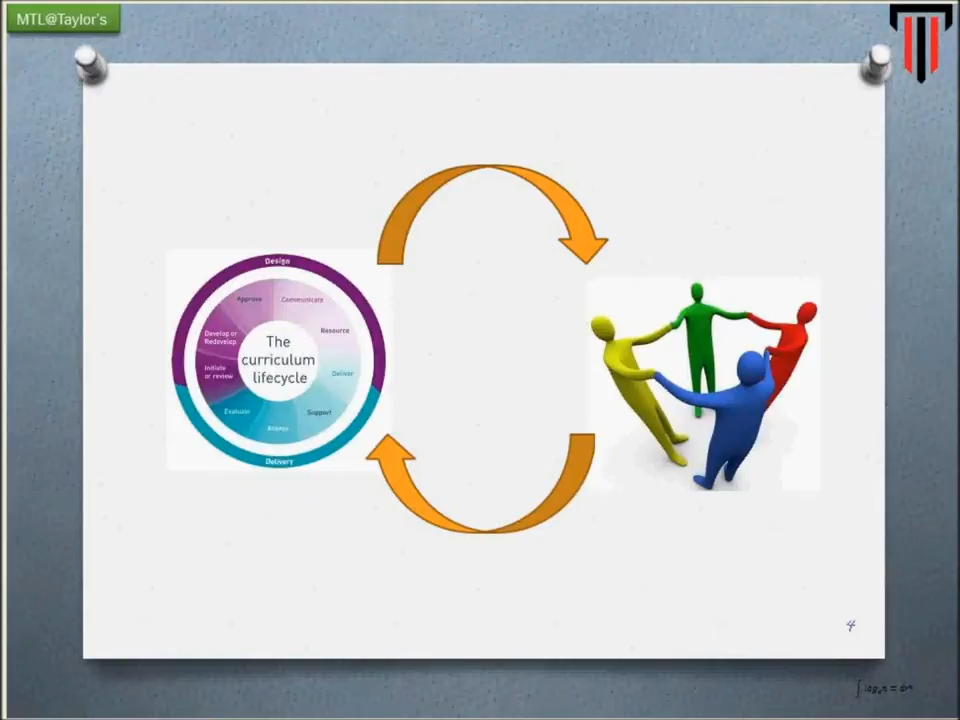 MTL@Taylor's
Design
Approve
Communicate
Develop or
Redevelop
Resource
The
curriculum
lifecycle
Initiate
or review
Deliver
Evaluate
Support
Assess
Delivery
4